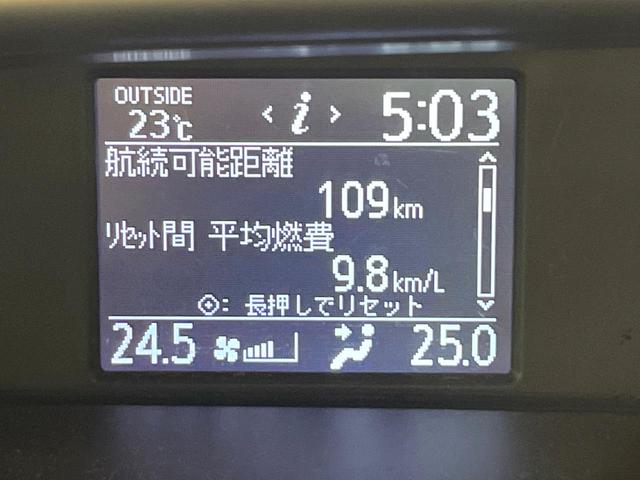 OUTSIDE
23℃
< i >
5:03
航続可能距離
109km
リセット間 平均燃費
9.8km/L
: 長押しでリセット
24.5
25.0